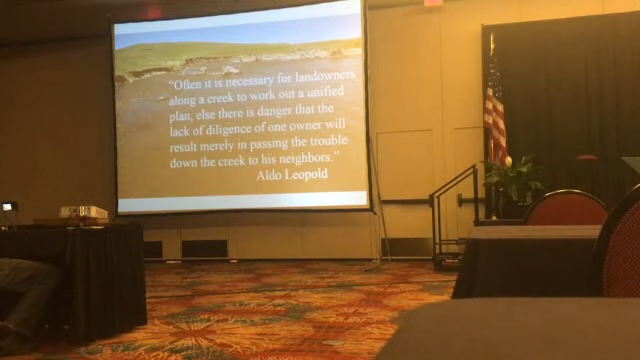 “Often it is necessary for landowners
along a creek to work out a unified
plan, else there is danger that the
lack of diligence of one owner will
result merely in passing the trouble
down the creek to his neighbors.”
Aldo Leopold